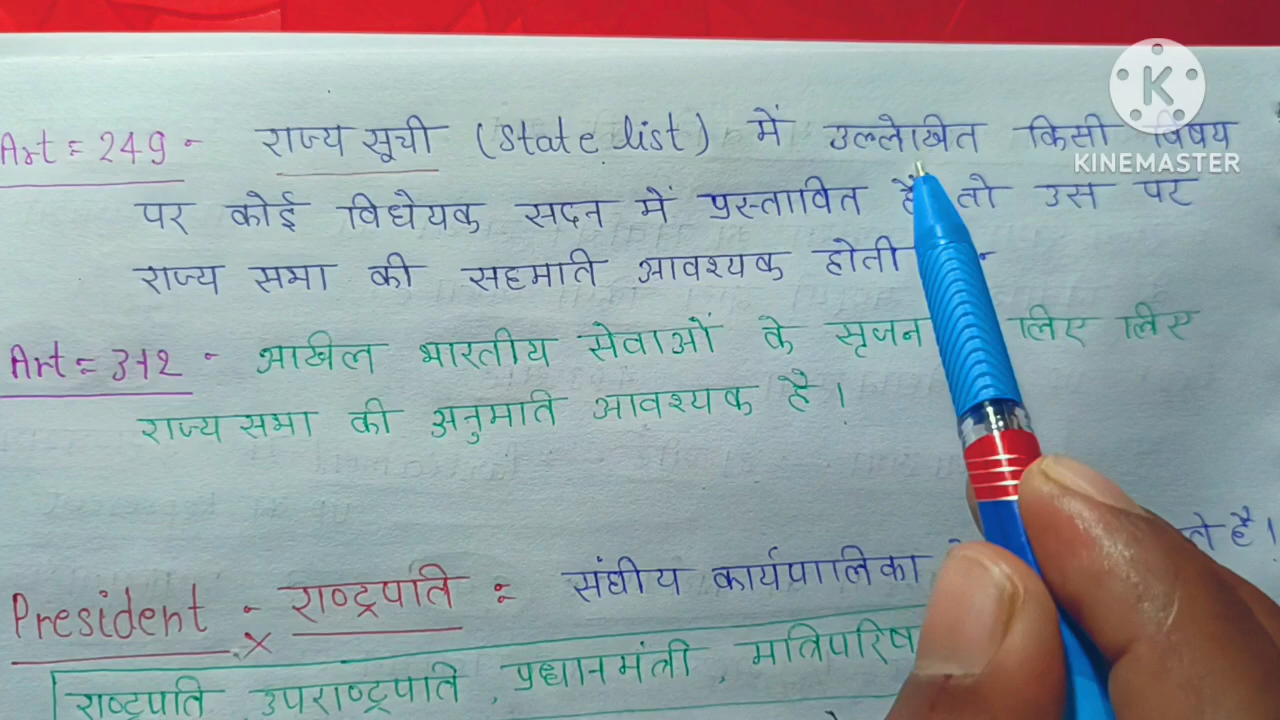 Art = 249 - राज्य सूची (state list) में उल्लेखित किसी विषय
पर कोई विधेयक सदन में प्रस्तावित है तो उस पर
राज्य सभा की सहमति आवश्यक होती
Art = 312 - अखिल भारतीय सेवाओं के सृजन लिए लिए
राज्य सभा की अनुमति आवश्यक है।
President :- राष्ट्रपति : संघीय कार्यपालिका है।
राष्ट्रपति, उपराष्ट्रपति, प्रधानमंत्री,
K
KINEMASTER